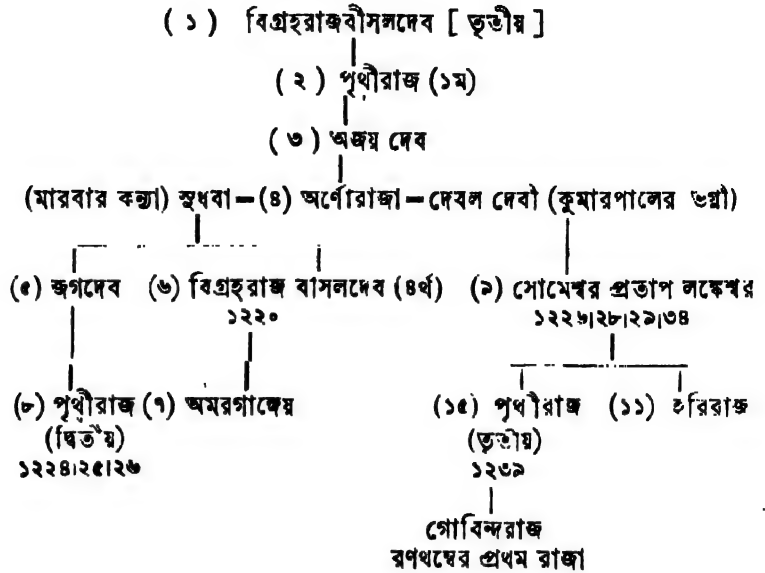 ( ১ ) বিগ্রহরাজবীসলদেব [ তৃতীয় ]
( ২ ) পৃথীরাজ (১ম)
( ৩ ) অজয় দেব
(মারবার কন্যা) সুধবা — (৪) অর্ণোরাজা — দেবল দেবী (কুমারপালের ভগ্নী)
(৫) জগদেব (৬) বিগ্রহরাজ বাসলদেব (৪র্থ) (৯) সোমেশ্বর প্রতাপ লঙ্কেশ্বর
১২২০ ১২২৬।২৮।২৯।৩৪
(৮) পৃথীরাজ (৭) অমরগাঙ্গেয় (১৫) পৃথীরাজ (১১) হরিরাজ
(দ্বিতীয়) (তৃতীয়)
১২২৪।২৫।২৬ ১২৩৯
গোবিন্দরাজ
রণথম্বের প্রথম রাজা